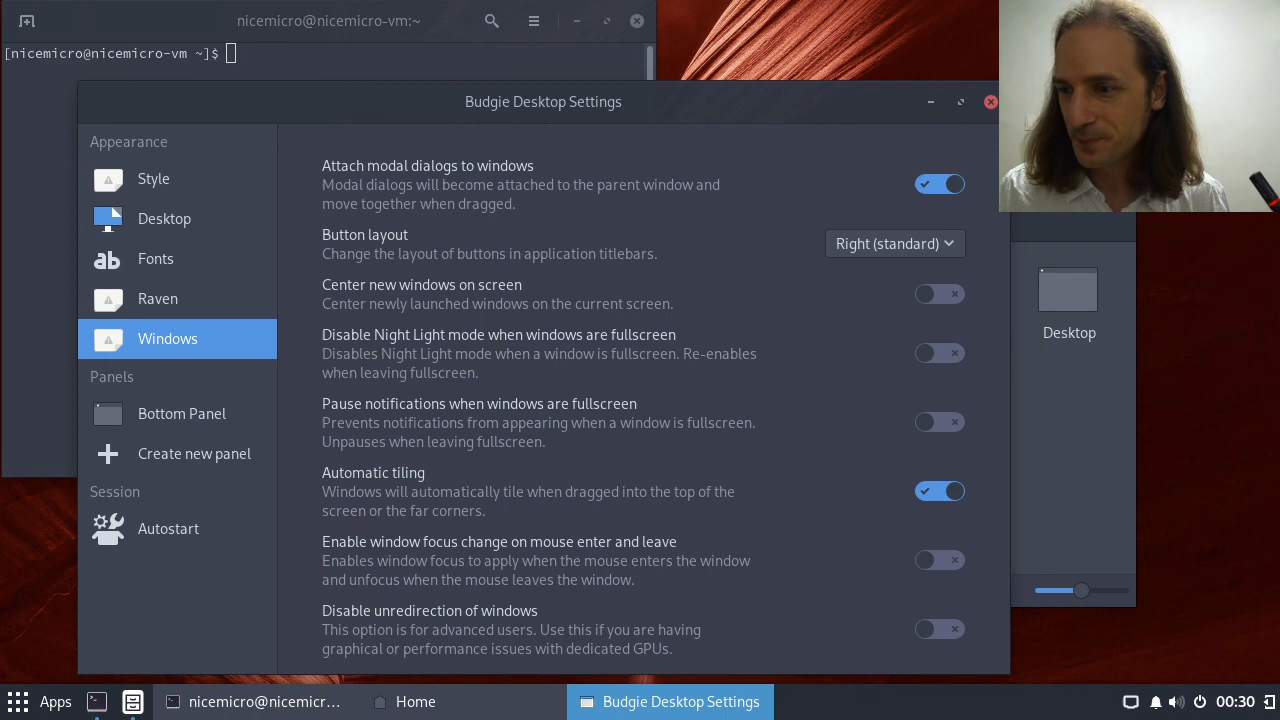 nicemicro@nicemicro-vm:~
[nicemicro@nicemicro-vm ~]$
Budgie Desktop Settings
Appearance
Style
Desktop
Fonts
Raven
Windows
Panels
Bottom Panel
Create new panel
Session
Autostart
Attach modal dialogs to windows
Modal dialogs will become attached to the parent window and
move together when dragged.
Button layout
Change the layout of buttons in application titlebars.
Right (standard)
Center new windows on screen
Center newly launched windows on the current screen.
Disable Night Light mode when windows are fullscreen
Disables Night Light mode when a window is fullscreen. Re-enables
when leaving fullscreen.
Pause notifications when windows are fullscreen
Prevents notifications from appearing when a window is fullscreen.
Unpauses when leaving fullscreen.
Automatic tiling
Windows will automatically tile when dragged into the top of the
screen or the far corners.
Enable window focus change on mouse enter and leave
Enables window focus to apply when the mouse enters the window
and unfocus when the mouse leaves the window.
Disable unredirection of windows
This option is for advanced users. Use this if you are having
graphical or performance issues with dedicated GPUs.
Desktop
Apps
nicemicro@nicemicr...
Home
Budgie Desktop Settings
00:30